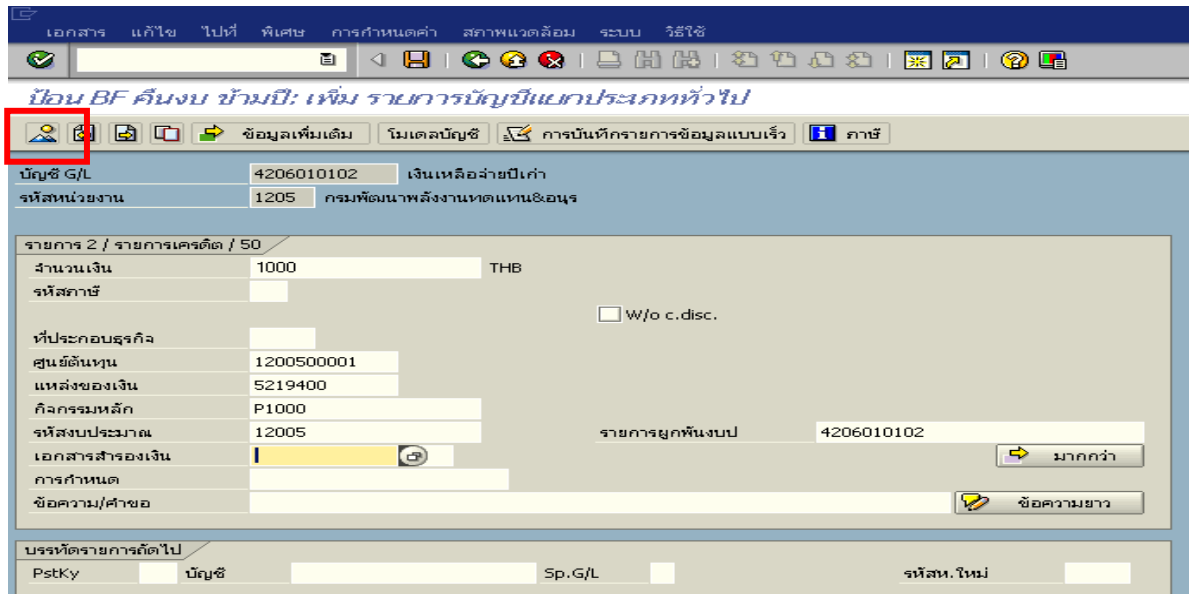 เอกสาร แก้ไข ไปที่ พิเศษ การกำหนดค่า สภาพแวดล้อม ระบบ วิธีใช้
ป้อน BF คืนงบ ข้ามปี: เพิ่ม รายการบัญชีแยกประเภททั่วไป
ข้อมูลเพิ่มเติม โมเดลบัญชี การบันทึกรายการข้อมูลแบบเร็ว ภาษี
บัญชี G/L 4206010102 เงินเหลือจ่ายปีเก่า
รหัสหน่วยงาน 1205 กรมพัฒนาพลังงานทดแทน&อนุร
รายการ 2 / รายการเครดิต / 50
จำนวนเงิน 1000 THB
รหัสภาษี
W/o c.disc.
ที่ประกอบธุรกิจ
ศูนย์ต้นทุน 1200500001
แหล่งของเงิน 5219400
กิจกรรมหลัก P1000
รหัสงบประมาณ 12005 รายการผูกพันงบป 4206010102
เอกสารสำรองเงิน มากกว่า
การกำหนด
ข้อความ/คำขอ ข้อความยาว
บรรทัดรายการถัดไป
PstKy บัญชี Sp.G/L รหัสห.ใหม่